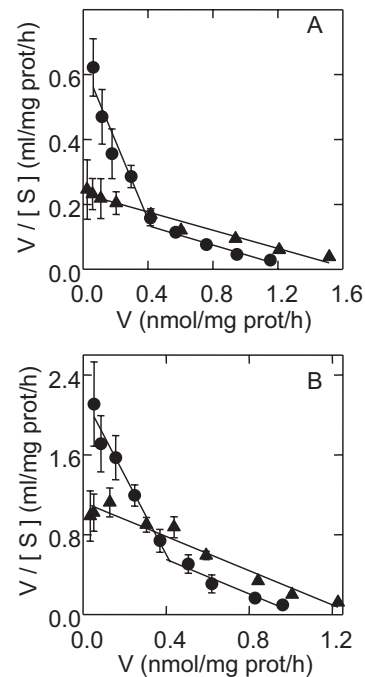 A
V / [ S ] (ml/mg prot/h)
0.6
0.4
0.2
0.0
0.0 0.4 0.8 1.2 1.6
V (nmol/mg prot/h)
B
V / [ S ] (ml/mg prot/h)
2.4
1.6
0.8
0.0
0.0 0.4 0.8 1.2
V (nmol/mg prot/h)